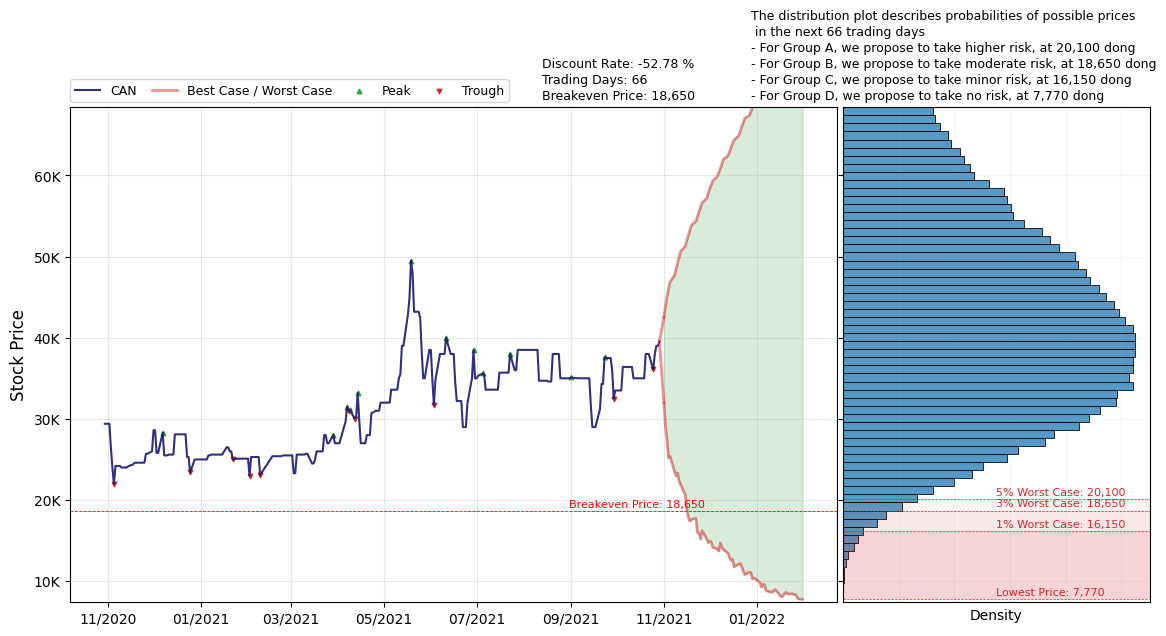 The distribution plot describes probabilities of possible prices
in the next 66 trading days
- For Group A, we propose to take higher risk, at 20,100 dong
- For Group B, we propose to take moderate risk, at 18,650 dong
- For Group C, we propose to take minor risk, at 16,150 dong
- For Group D, we propose to take no risk, at 7,770 dong
Discount Rate: -52.78 %
Trading Days: 66
Breakeven Price: 18,650
CAN
Best Case / Worst Case
Peak
Trough
Stock Price
60K
50K
40K
30K
20K
10K
Breakeven Price: 18,650
5% Worst Case: 20,100
3% Worst Case: 18,650
1% Worst Case: 16,150
Lowest Price: 7,770
11/2020
01/2021
03/2021
05/2021
07/2021
09/2021
11/2021
01/2022
Density